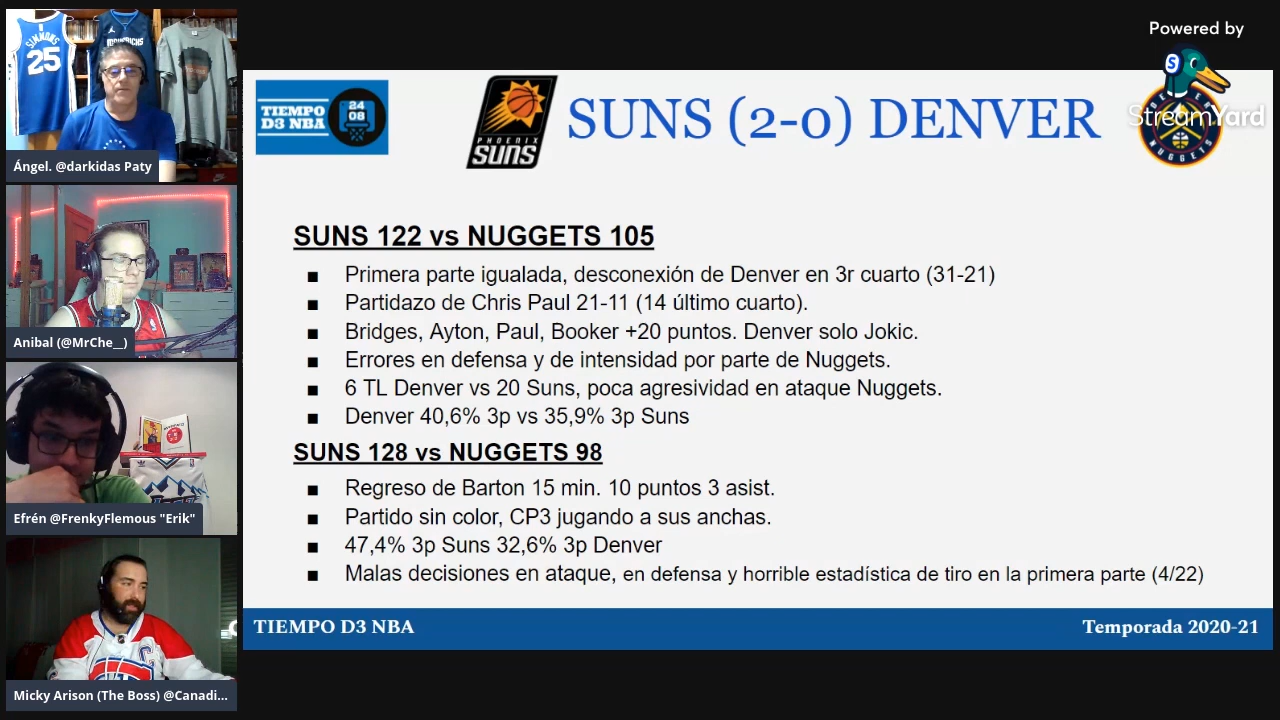 Powered by
StreamYard
SIMMONS
25
Ángel. @darkidas Paty
Anibal (@MrChe__)
Efrén @FrenkyFlemous "Erik"
Micky Arison (The Boss) @Canadi...
TIEMPO
D3 NBA
24
08
PHOENIX
SUNS
SUNS (2-0) DENVER
NUGGETS
SUNS 122 vs NUGGETS 105
■ Primera parte igualada, desconexión de Denver en 3r cuarto (31-21)
■ Partidazo de Chris Paul 21-11 (14 último cuarto).
■ Bridges, Ayton, Paul, Booker +20 puntos. Denver solo Jokic.
■ Errores en defensa y de intensidad por parte de Nuggets.
■ 6 TL Denver vs 20 Suns, poca agresividad en ataque Nuggets.
■ Denver 40,6% 3p vs 35,9% 3p Suns
SUNS 128 vs NUGGETS 98
■ Regreso de Barton 15 min. 10 puntos 3 asist.
■ Partido sin color, CP3 jugando a sus anchas.
■ 47,4% 3p Suns 32,6% 3p Denver
■ Malas decisiones en ataque, en defensa y horrible estadística de tiro en la primera parte (4/22)
TIEMPO D3 NBA
Temporada 2020-21